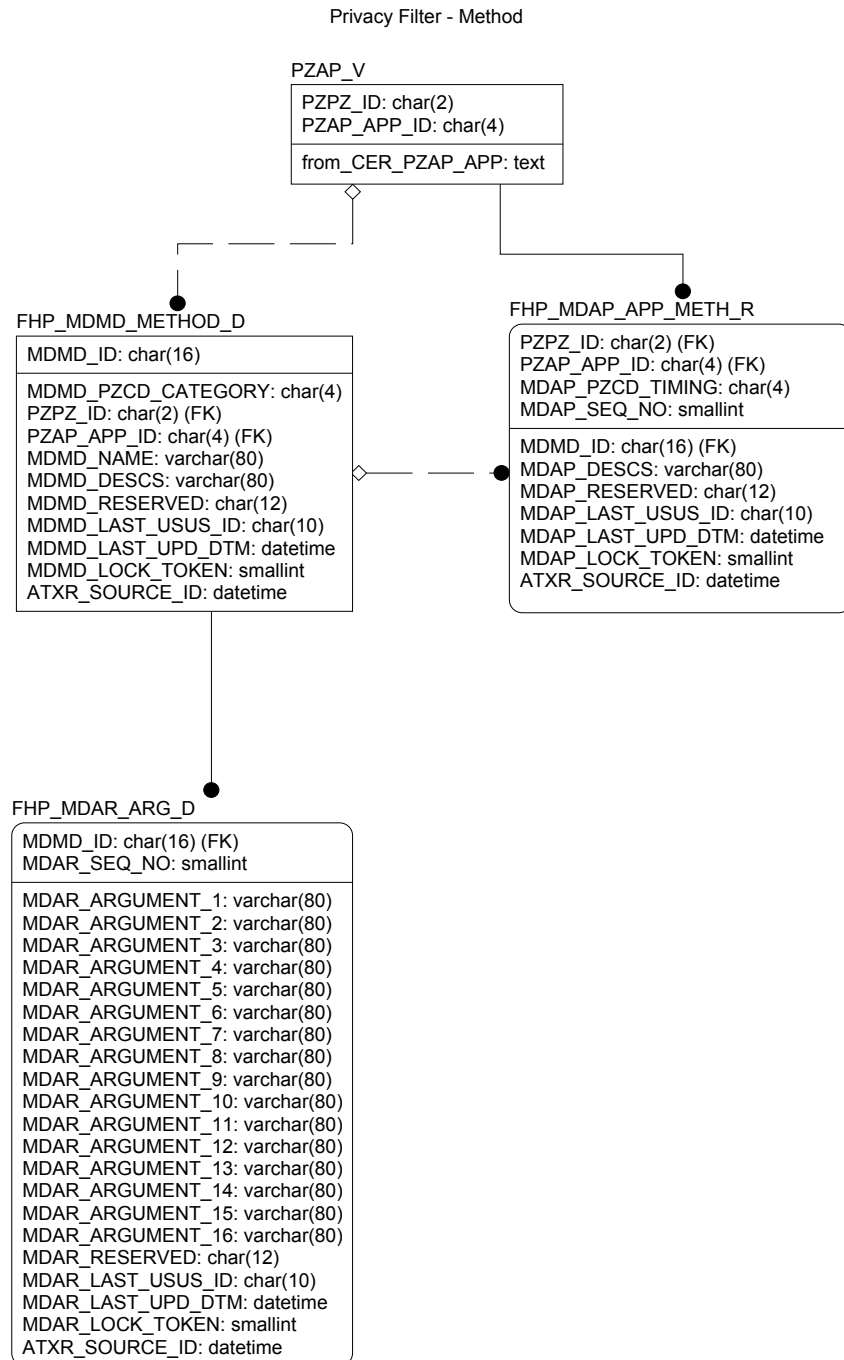 Privacy Filter - Method
PZAP_V
PZPZ_ID: char(2)
PZAP_APP_ID: char(4)
from_CER_PZAP_APP: text
FHP_MDMD_METHOD_D
MDMD_ID: char(16)
MDMD_PZCD_CATEGORY: char(4)
PZPZ_ID: char(2) (FK)
PZAP_APP_ID: char(4) (FK)
MDMD_NAME: varchar(80)
MDMD_DESCS: varchar(80)
MDMD_RESERVED: char(12)
MDMD_LAST_USUS_ID: char(10)
MDMD_LAST_UPD_DTM: datetime
MDMD_LOCK_TOKEN: smallint
ATXR_SOURCE_ID: datetime
FHP_MDAP_APP_METH_R
PZPZ_ID: char(2) (FK)
PZAP_APP_ID: char(4) (FK)
MDAP_PZCD_TIMING: char(4)
MDAP_SEQ_NO: smallint
MDMD_ID: char(16) (FK)
MDAP_DESCS: varchar(80)
MDAP_RESERVED: char(12)
MDAP_LAST_USUS_ID: char(10)
MDAP_LAST_UPD_DTM: datetime
MDAP_LOCK_TOKEN: smallint
ATXR_SOURCE_ID: datetime
FHP_MDAR_ARG_D
MDMD_ID: char(16) (FK)
MDAR_SEQ_NO: smallint
MDAR_ARGUMENT_1: varchar(80)
MDAR_ARGUMENT_2: varchar(80)
MDAR_ARGUMENT_3: varchar(80)
MDAR_ARGUMENT_4: varchar(80)
MDAR_ARGUMENT_5: varchar(80)
MDAR_ARGUMENT_6: varchar(80)
MDAR_ARGUMENT_7: varchar(80)
MDAR_ARGUMENT_8: varchar(80)
MDAR_ARGUMENT_9: varchar(80)
MDAR_ARGUMENT_10: varchar(80)
MDAR_ARGUMENT_11: varchar(80)
MDAR_ARGUMENT_12: varchar(80)
MDAR_ARGUMENT_13: varchar(80)
MDAR_ARGUMENT_14: varchar(80)
MDAR_ARGUMENT_15: varchar(80)
MDAR_ARGUMENT_16: varchar(80)
MDAR_RESERVED: char(12)
MDAR_LAST_USUS_ID: char(10)
MDAR_LAST_UPD_DTM: datetime
MDAR_LOCK_TOKEN: smallint
ATXR_SOURCE_ID: datetime